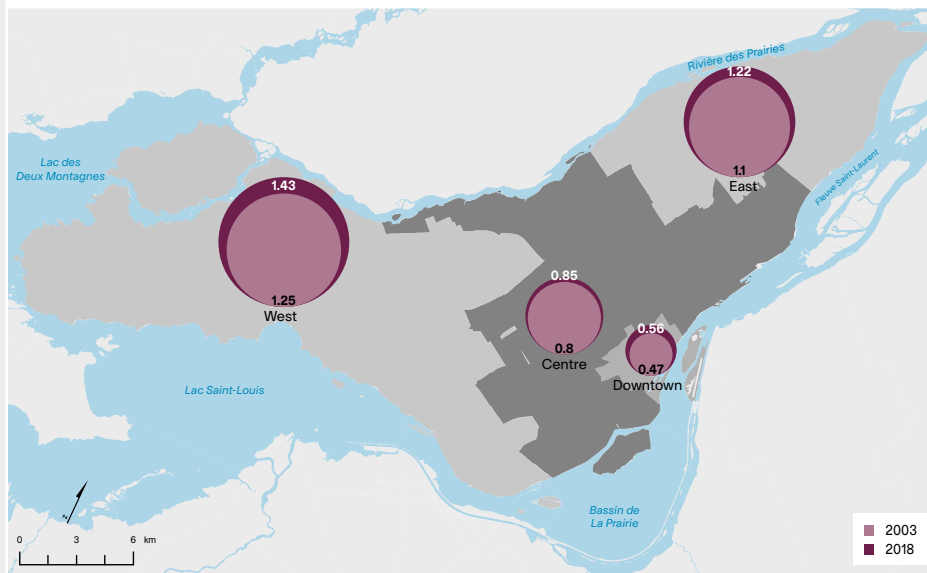 Rivière des Prairies
1.22
Lac des
Deux Montagnes
Fleuve Saint-Laurent
1.1
East
1.43
0.85
1.25
West
0.56
0.8
Centre
0.47
Downtown
Lac Saint-Louis
Bassin de
La Prairie
z
0 3 6 km
2003
2018